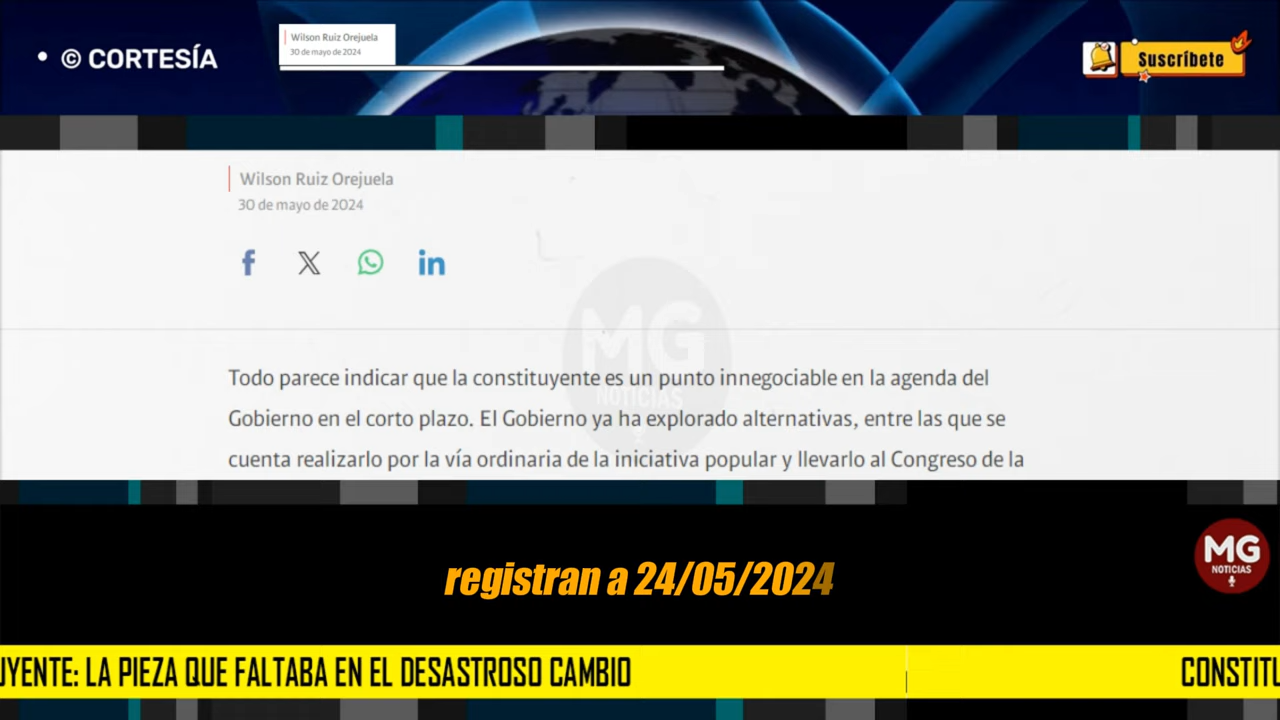 • © CORTESÍA
Wilson Ruiz Orejuela
30 de mayo de 2024
Suscríbete
Wilson Ruiz Orejuela
30 de mayo de 2024
f X in
MG
NOTICIAS
Todo parece indicar que la constituyente es un punto innegociable en la agenda del
Gobierno en el corto plazo. El Gobierno ya ha explorado alternativas, entre las que se
cuenta realizarlo por la vía ordinaria de la iniciativa popular y llevarlo al Congreso de la
registran a 24/05/2024
MG
NOTICIAS
UYENTE: LA PIEZA QUE FALTABA EN EL DESASTROSO CAMBIO
CONSTITU